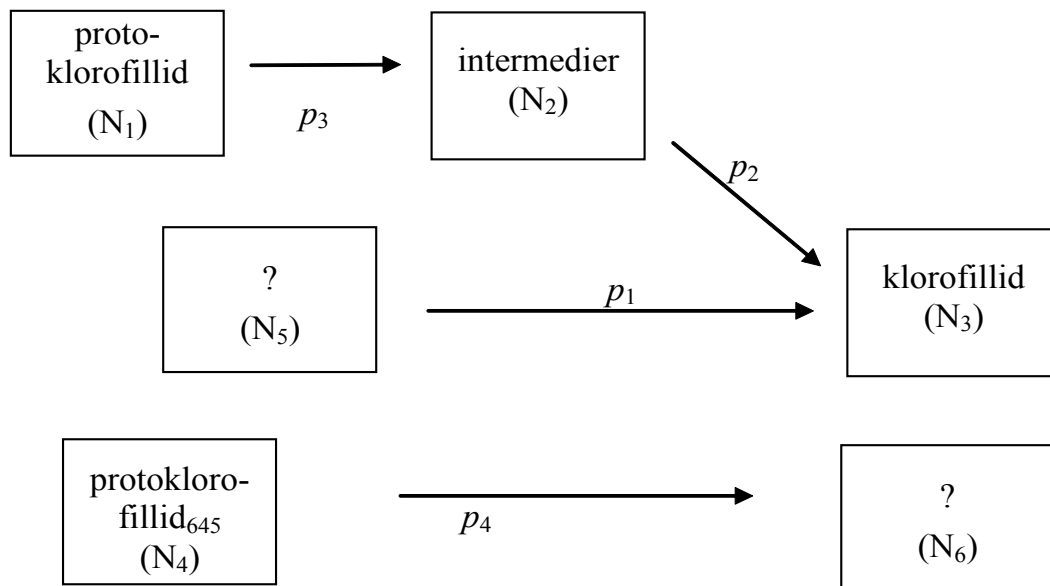 proto-
klorofillid
(N₁)
p₃
intermedier
(N₂)
p₂
?
(N₅)
p₁
klorofillid
(N₃)
protokloro-
fillid₆₄₅
(N₄)
p₄
?
(N₆)